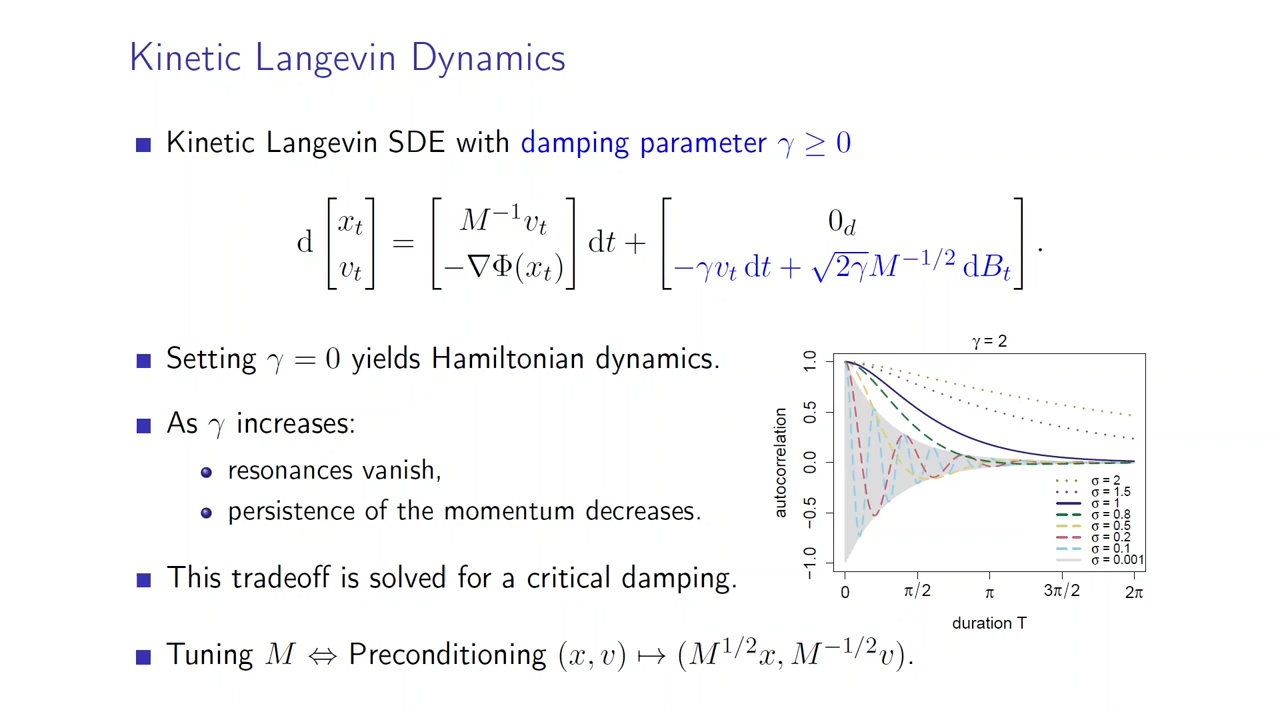 Kinetic Langevin Dynamics
Kinetic Langevin SDE with damping parameter γ ≥ 0
d [x_t v_t] = [M^{-1}v_t −∇Φ(x_t)] dt + [0_d −γv_t dt + √2γ M^{-1/2} dB_t].
Setting γ = 0 yields Hamiltonian dynamics.
As γ increases:
resonances vanish,
persistence of the momentum decreases.
This tradeoff is solved for a critical damping.
Tuning M ⇔ Preconditioning (x, v) ↦ (M^{1/2}x, M^{-1/2}v).
γ = 2
autocorrelation
1.0
0.5
0.0
−0.5
−1.0
σ = 2
σ = 1.5
σ = 1
σ = 0.8
σ = 0.5
σ = 0.2
σ = 0.1
σ = 0.001
0 π/2 π 3π/2 2π
duration T